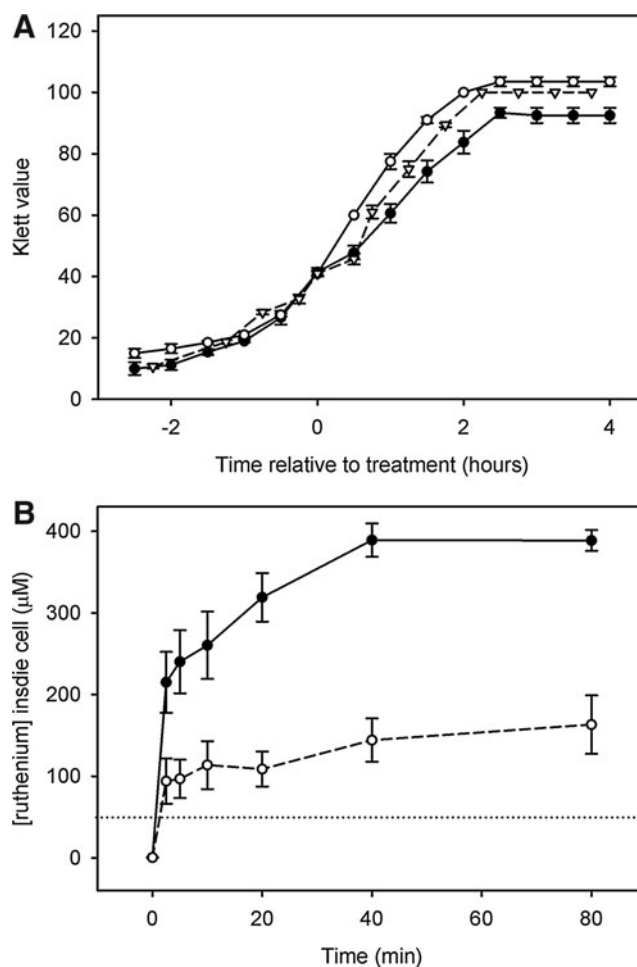 A
120
100
80
60
40
20
0
Klett value
-2 0 2 4
Time relative to treatment (hours)
B
400
300
200
100
0
[ruthenium] insdie cell (μM)
0 20 40 60 80
Time (min)